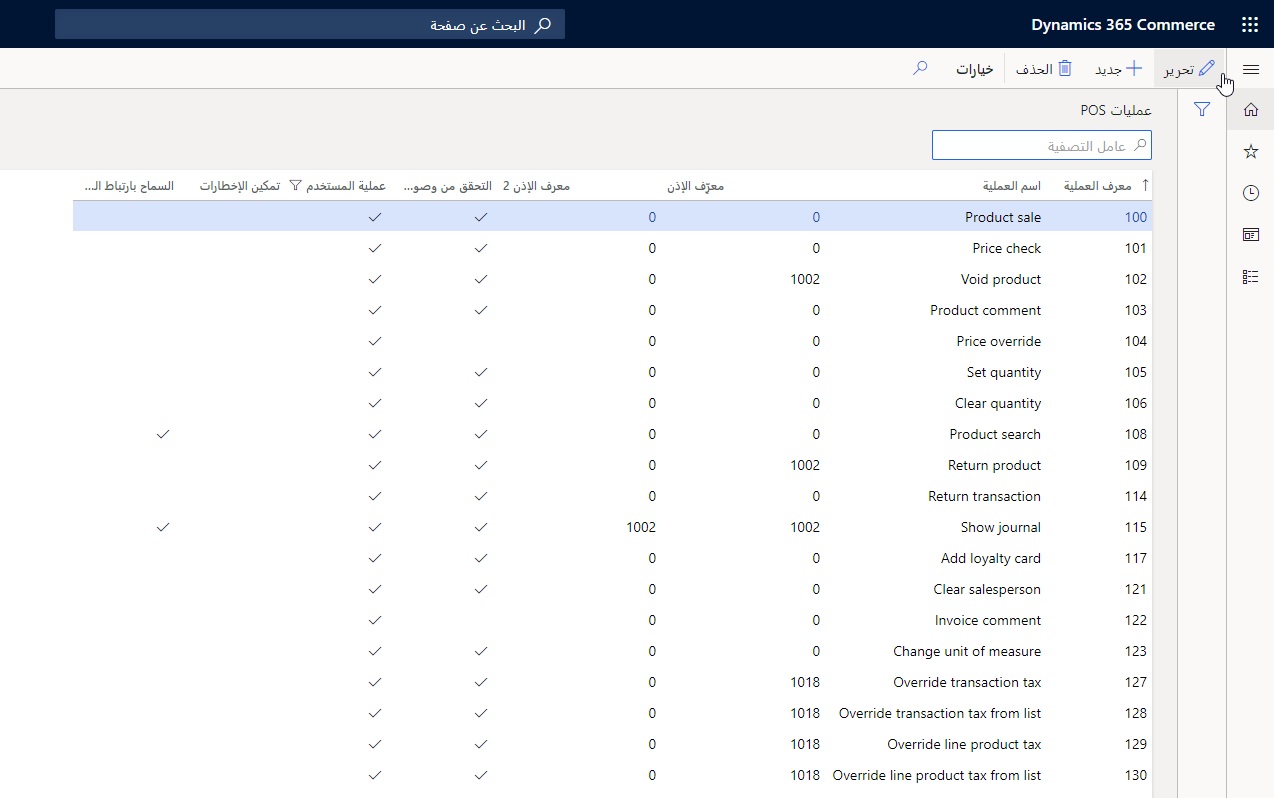 Dynamics 365 Commerce
البحث عن صفحة
تحرير جديد الحذف خيارات
عمليات POS
عامل التصفية
معرف العملية اسم العملية معرّف الإذن معرف الإذن 2 التحقق من وصو... عملية المستخدم تمكين الإخطارات السماح بارتباط الـ...
100 Product sale 0 0
101 Price check 0 0
102 Void product 1002 0
103 Product comment 0 0
104 Price override 0 0
105 Set quantity 0 0
106 Clear quantity 0 0
108 Product search 0 0
109 Return product 1002 0
114 Return transaction 0 0
115 Show journal 1002 1002
117 Add loyalty card 0 0
121 Clear salesperson 0 0
122 Invoice comment 0 0
123 Change unit of measure 0 0
127 Override transaction tax 1018 0
128 Override transaction tax from list 1018 0
129 Override line product tax 1018 0
130 Override line product tax from list 1018 0